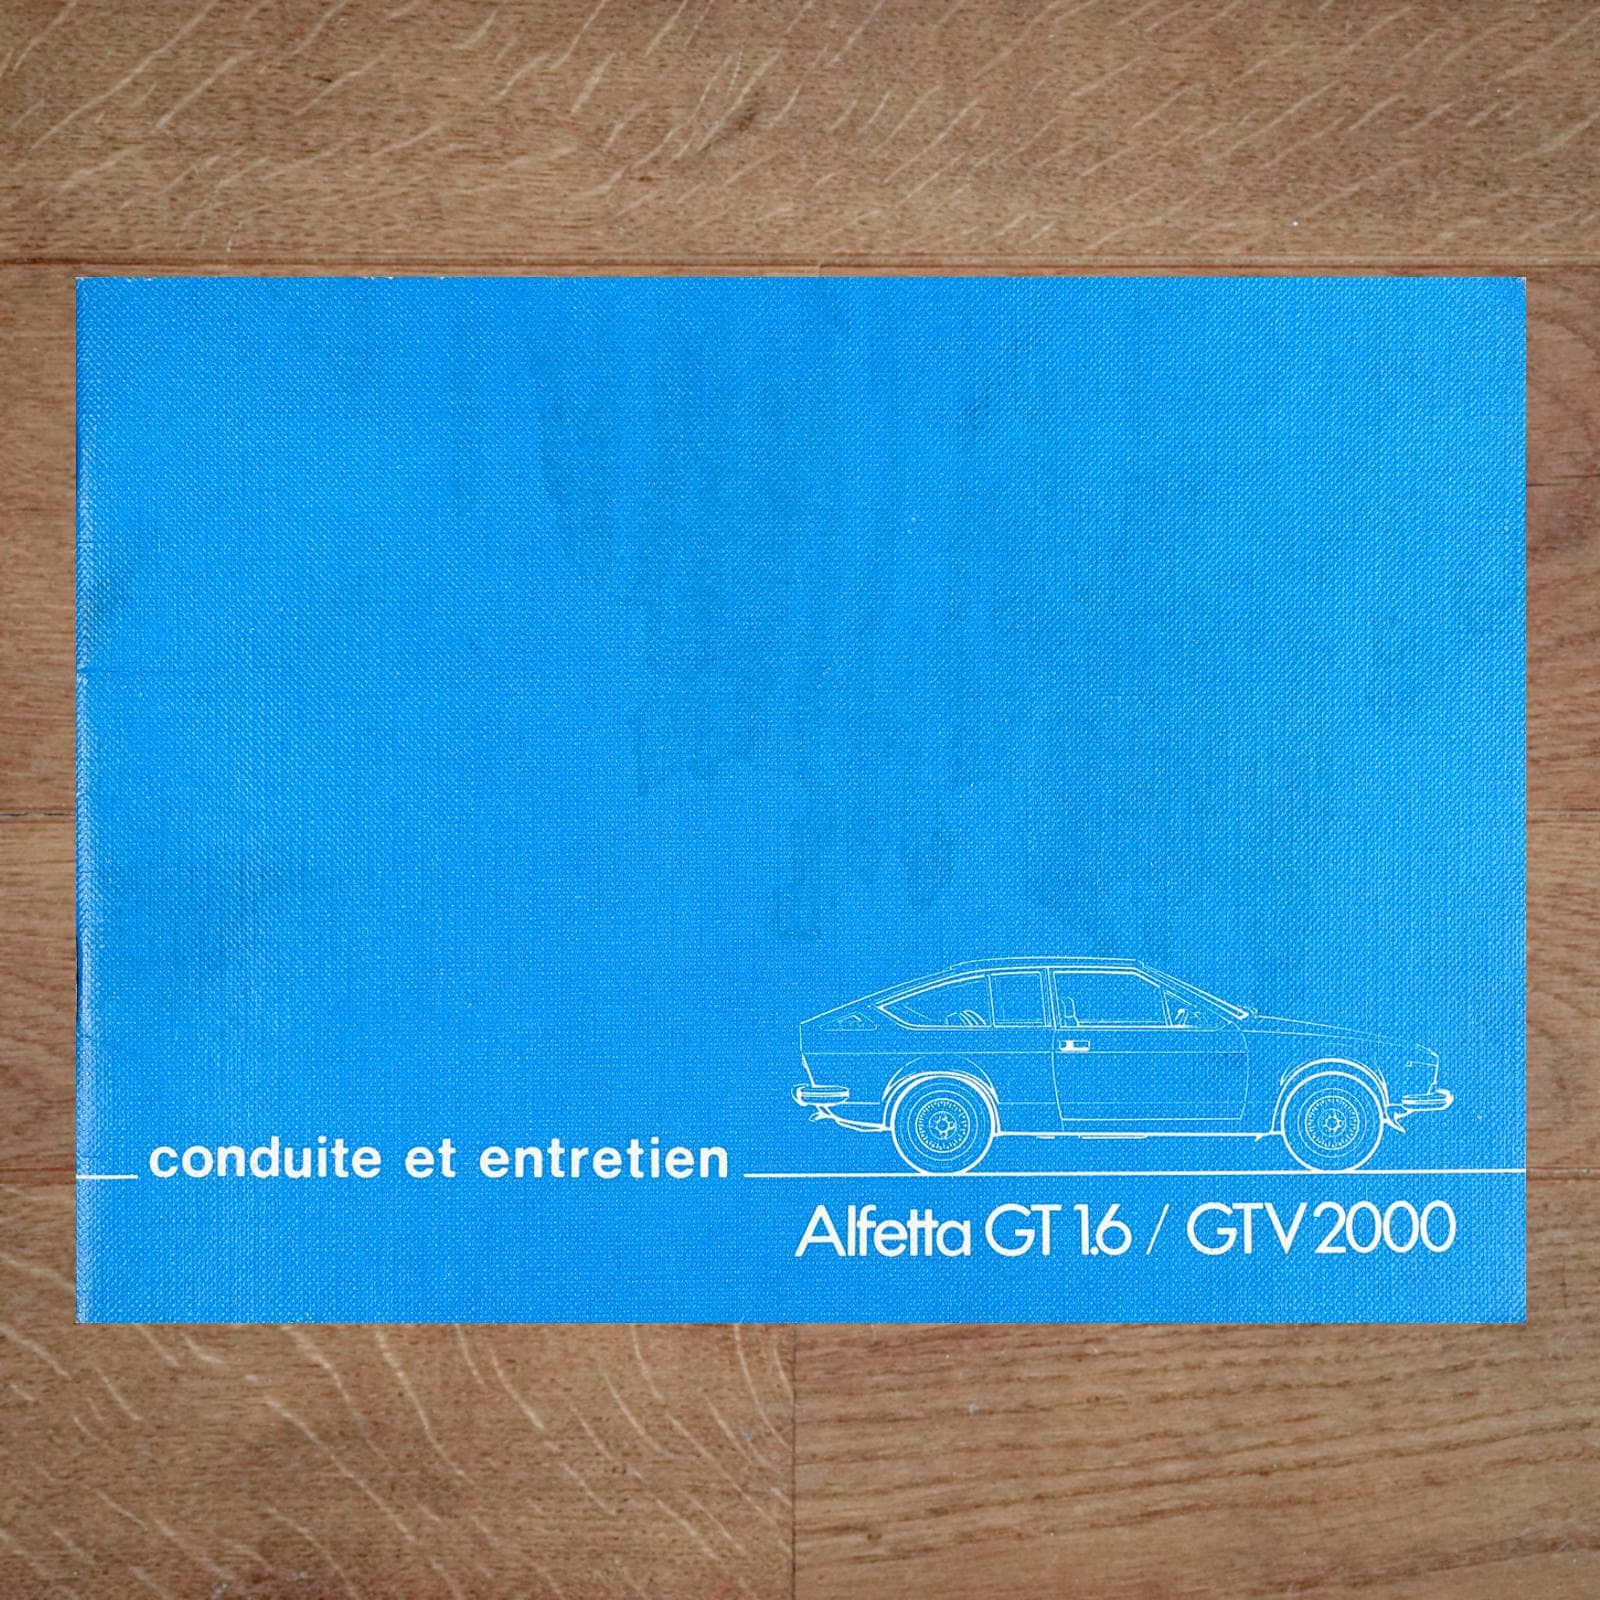 conduite et entretien
Alfetta GT 1.6 / GTV 2000